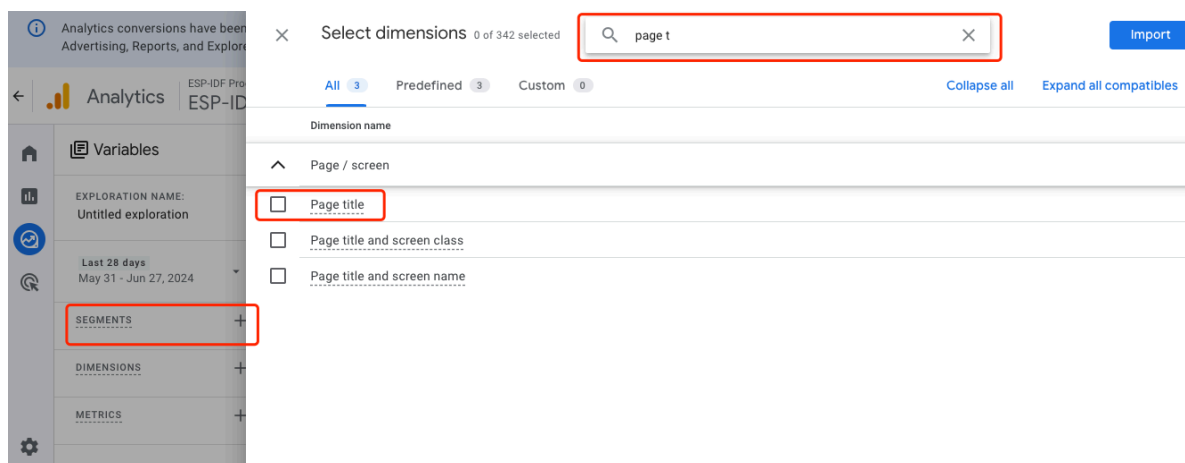 Analytics conversions have been
Advertising, Reports, and Explore
Select dimensions 0 of 342 selected
page t
Import
Analytics
ESP-IDF Pro
ESP-ID
All 3
Predefined 3
Custom 0
Collapse all
Expand all compatibles
Dimension name
Variables
Page / screen
EXPLORATION NAME:
Untitled exploration
Page title
Page title and screen class
Last 28 days
May 31 - Jun 27, 2024
Page title and screen name
SEGMENTS
DIMENSIONS
METRICS